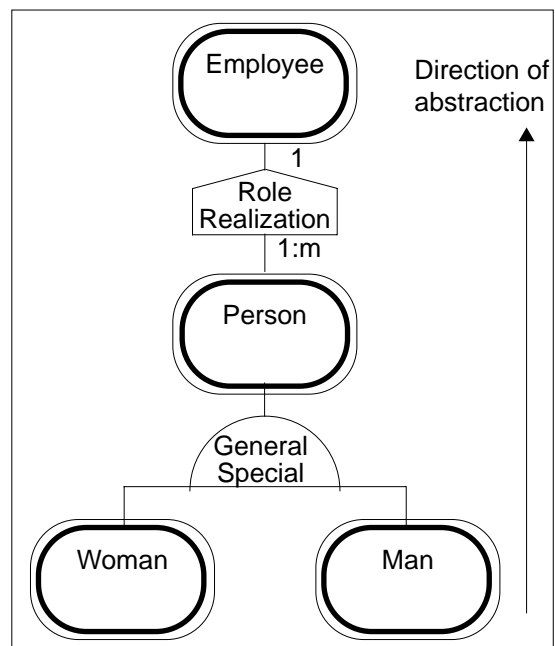 Employee
Direction of
abstraction
1
Role
Realization
1:m
Person
General
Special
Woman
Man